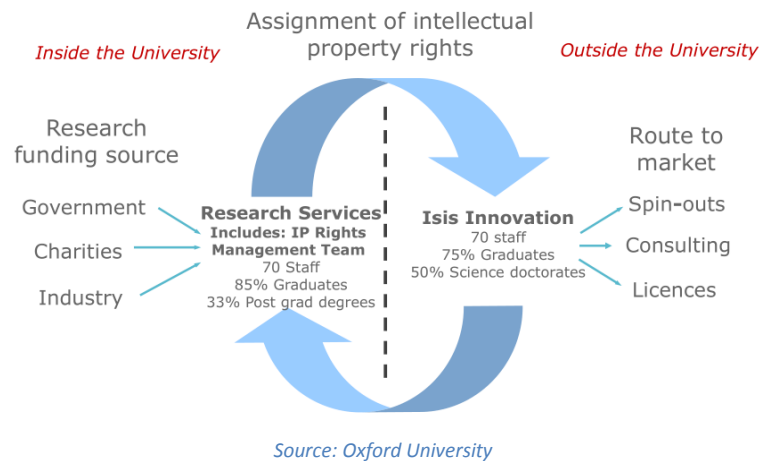 Assignment of intellectual
property rights
Inside the University
Outside the University
Research
funding source
Government
Charities
Industry
Research Services
Includes: IP Rights
Management Team
70 Staff
85% Graduates
33% Post grad degrees
Isis Innovation
70 staff
75% Graduates
50% Science doctorates
Route to
market
Spin-outs
Consulting
Licences
Source: Oxford University